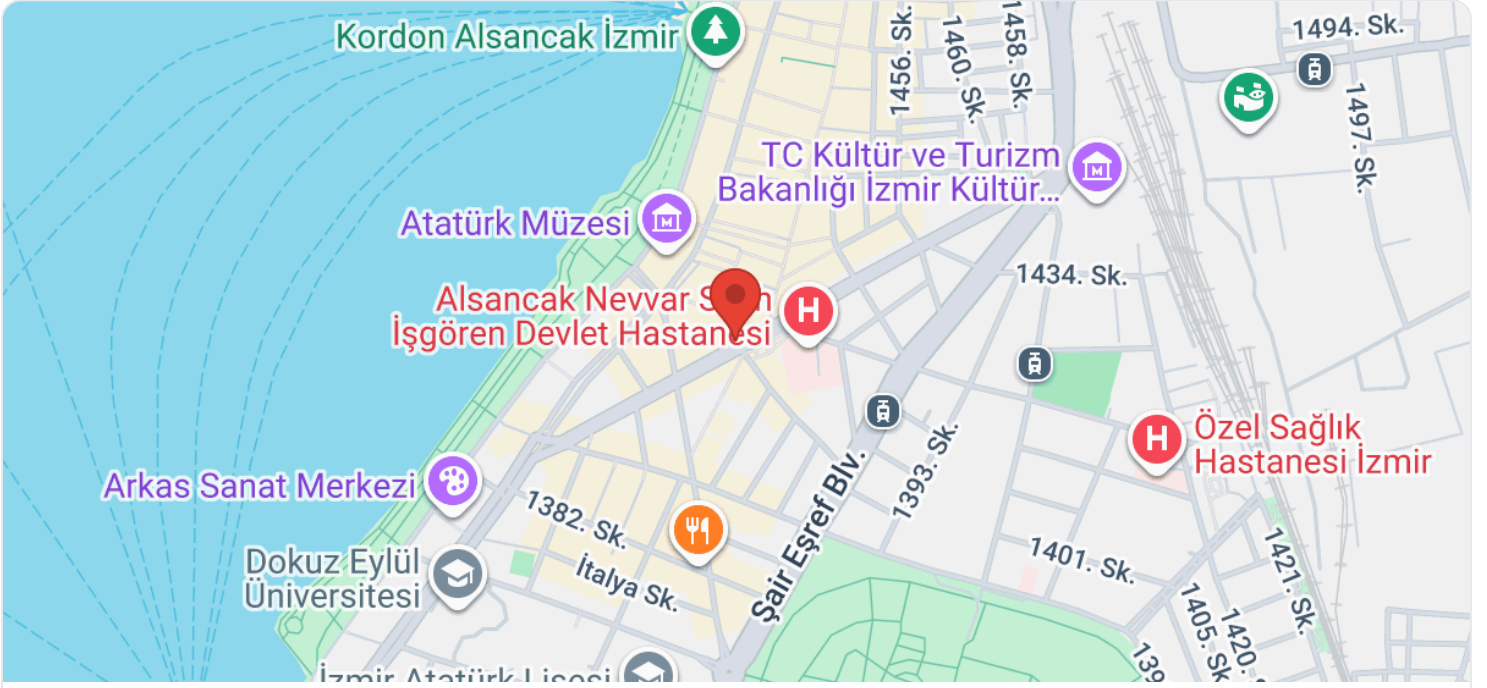 Kordon Alsancak İzmir
1456. Sk.
1460. Sk.
1458. Sk.
1494. Sk.
1497. Sk.
TC Kültür ve Turizm
Bakanlığı İzmir Kültür...
Atatürk Müzesi
1434. Sk.
Alsancak Nevvar
İşgören Devlet Hastanesi
H
Özel Sağlık
Hastanesi İzmir
H
1393. Sk.
Şair Eşref Blv.
Arkas Sanat Merkezi
1382. Sk.
İtalya Sk.
Dokuz Eylül
Üniversitesi
1401. Sk.
1421. Sk.
1405. Sk.
1420.
139
İzmir Atatürk Lisesi